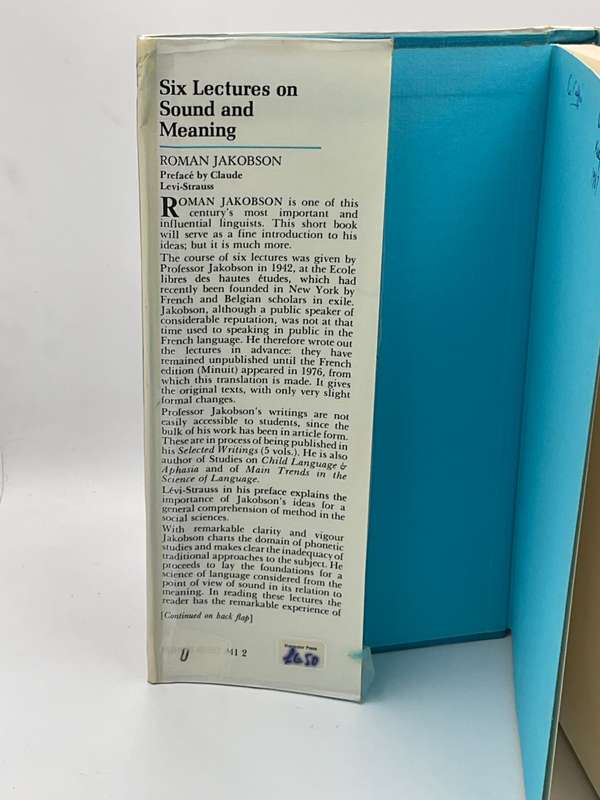 Six Lectures on
Sound and
Meaning
ROMAN JAKOBSON
Preface by Claude
Levi-Strauss
ROMAN JAKOBSON is one of this
century's most important and
influential linguists. This short book
will serve as a fine introduction to his
ideas; but it is much more.
The course of six lectures was given by
Professor Jakobson in 1942, at the Ecole
libres des hautes études, which had
recently been founded in New York by
French and Belgian scholars in exile.
Jakobson, although a public speaker of
considerable reputation, was not at that
time used to speaking in public in the
French language. He therefore wrote out
the lectures in advance: they have
remained unpublished until the French
edition (Minuit) appeared in 1976, from
which this translation is made. It gives
the original texts, with only very slight
formal changes.
Professor Jakobson's writings are not
easily accessible to students, since the
bulk of his work has been in article form.
These are in process of being published in
his Selected Writings (5 vols.). He is also
author of Studies on Child Language &
Aphasia and of Main Trends in the
Science of Language.
Lévi-Strauss in his preface explains the
importance of Jakobson's ideas for a
general comprehension of method in the
social sciences.
With remarkable clarity and vigour
Jakobson charts the domain of phonetic
studies and makes clear the inadequacy of
traditional approaches to the subject. He
proceeds to lay the foundations for a
science of language considered from the
point of view of sound in its relation to
meaning. In reading these lectures the
reader has the remarkable experience of
[Continued on back flap]
0 MI 2
Harvester Press
£6.50